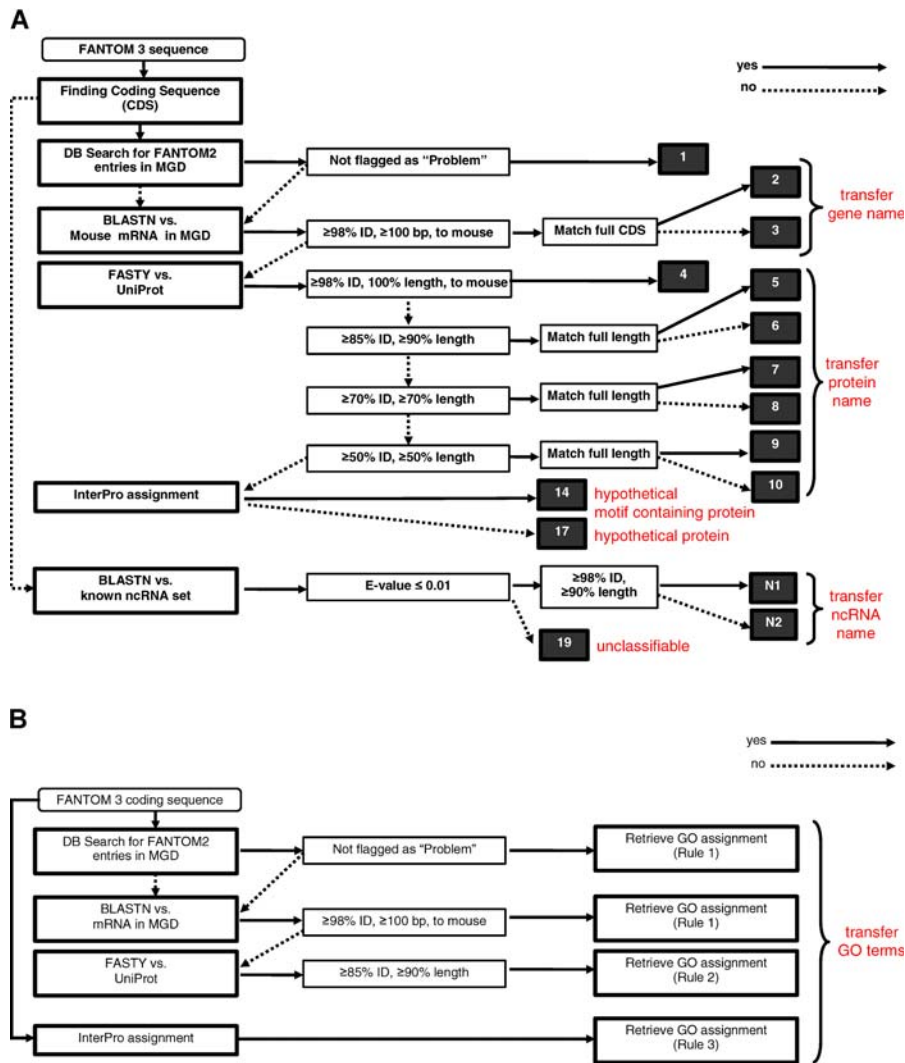 A
FANTOM 3 sequence
yes
no
Finding Coding Sequence
(CDS)
DB Search for FANTOM2
entries in MGD
Not flagged as “Problem”
1
2
transfer
gene name
BLASTN vs.
Mouse mRNA in MGD
≥98% ID, ≥100 bp, to mouse
Match full CDS
3
FASTY vs.
UniProt
≥98% ID, 100% length, to mouse
4
5
≥85% ID, ≥90% length
Match full length
6
transfer
protein name
7
≥70% ID, ≥70% length
Match full length
8
9
≥50% ID, ≥50% length
Match full length
10
InterPro assignment
14
hypothetical
motif containing protein
17
hypothetical protein
BLASTN vs.
known ncRNA set
E-value ≤ 0.01
≥98% ID,
≥90% length
N1
N2
transfer
ncRNA
name
19
unclassifiable
B
yes
no
FANTOM 3 coding sequence
DB Search for FANTOM2
entries in MGD
Not flagged as “Problem”
Retrieve GO assignment
(Rule 1)
BLASTN vs.
mRNA in MGD
≥98% ID, ≥100 bp, to mouse
Retrieve GO assignment
(Rule 1)
transfer
GO terms
FASTY vs.
UniProt
≥85% ID, ≥90% length
Retrieve GO assignment
(Rule 2)
InterPro assignment
Retrieve GO assignment
(Rule 3)